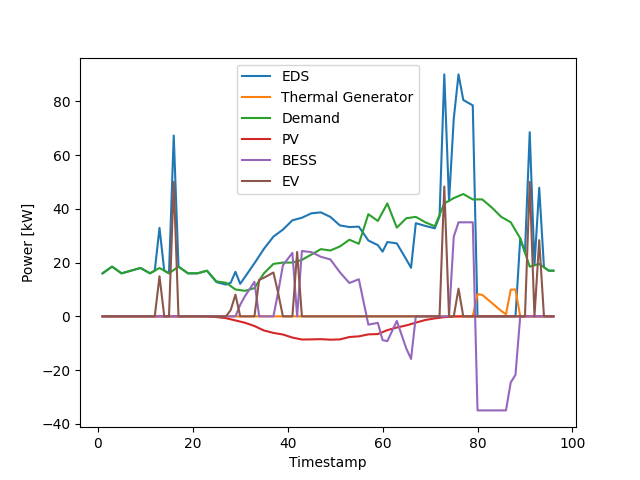 EDS
Thermal Generator
Demand
PV
BESS
EV
Power [kW]
80
60
40
20
0
−20
−40
0 20 40 60 80 100
Timestamp